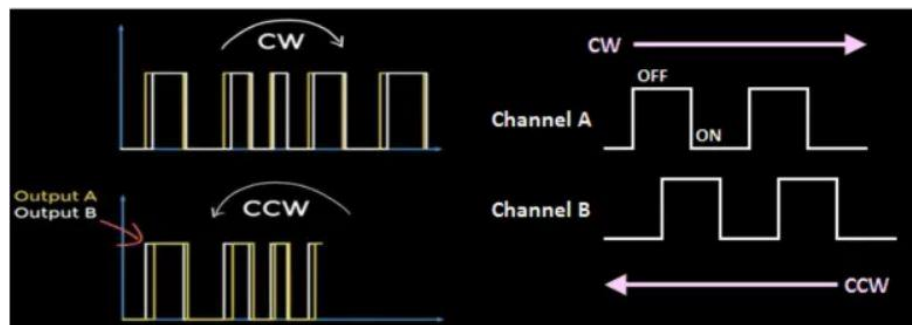 CW
Output A
Output B
CCW
CW
OFF
Channel A
ON
Channel B
CCW